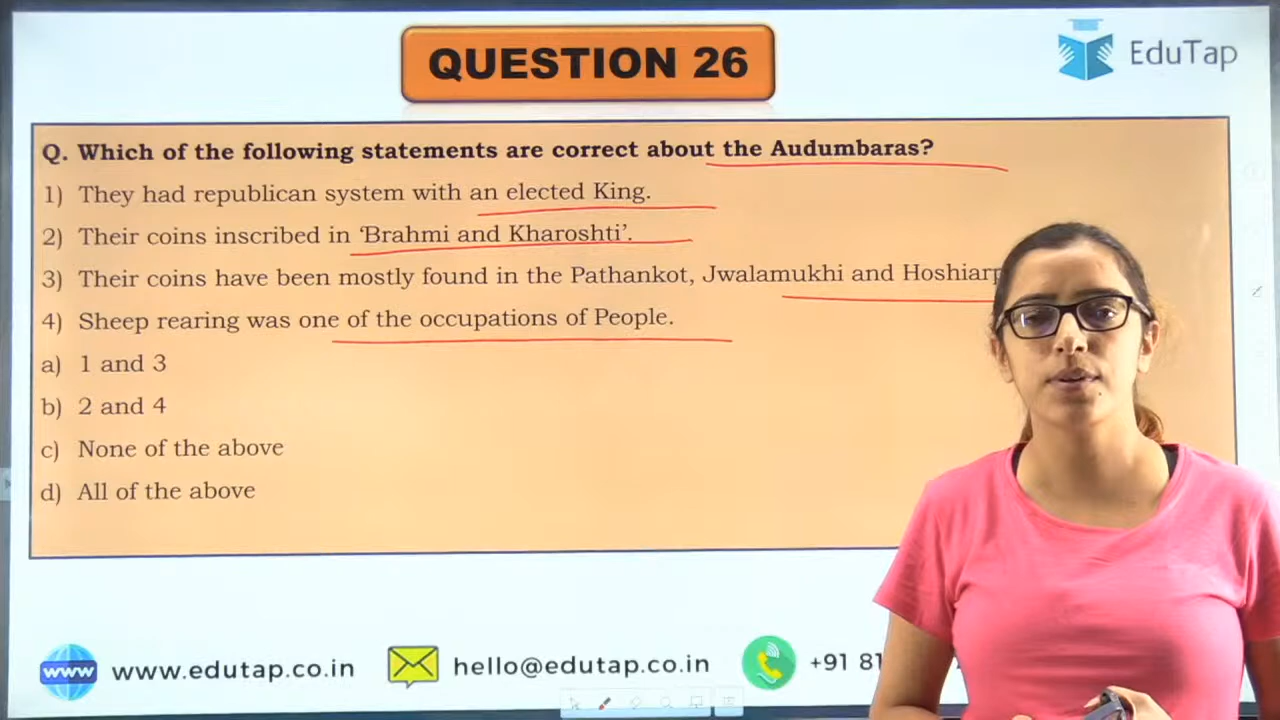 QUESTION 26
EduTap
Q. Which of the following statements are correct about the Audumbaras?
1) They had republican system with an elected King.
2) Their coins inscribed in ‘Brahmi and Kharoshti’.
3) Their coins have been mostly found in the Pathankot, Jwalamukhi and
4) Sheep rearing was one of the occupations of People.
a) 1 and 3
b) 2 and 4
c) None of the above
d) All of the above
www
www.edutap.co.in
hello@edutap.co.in
+91 81